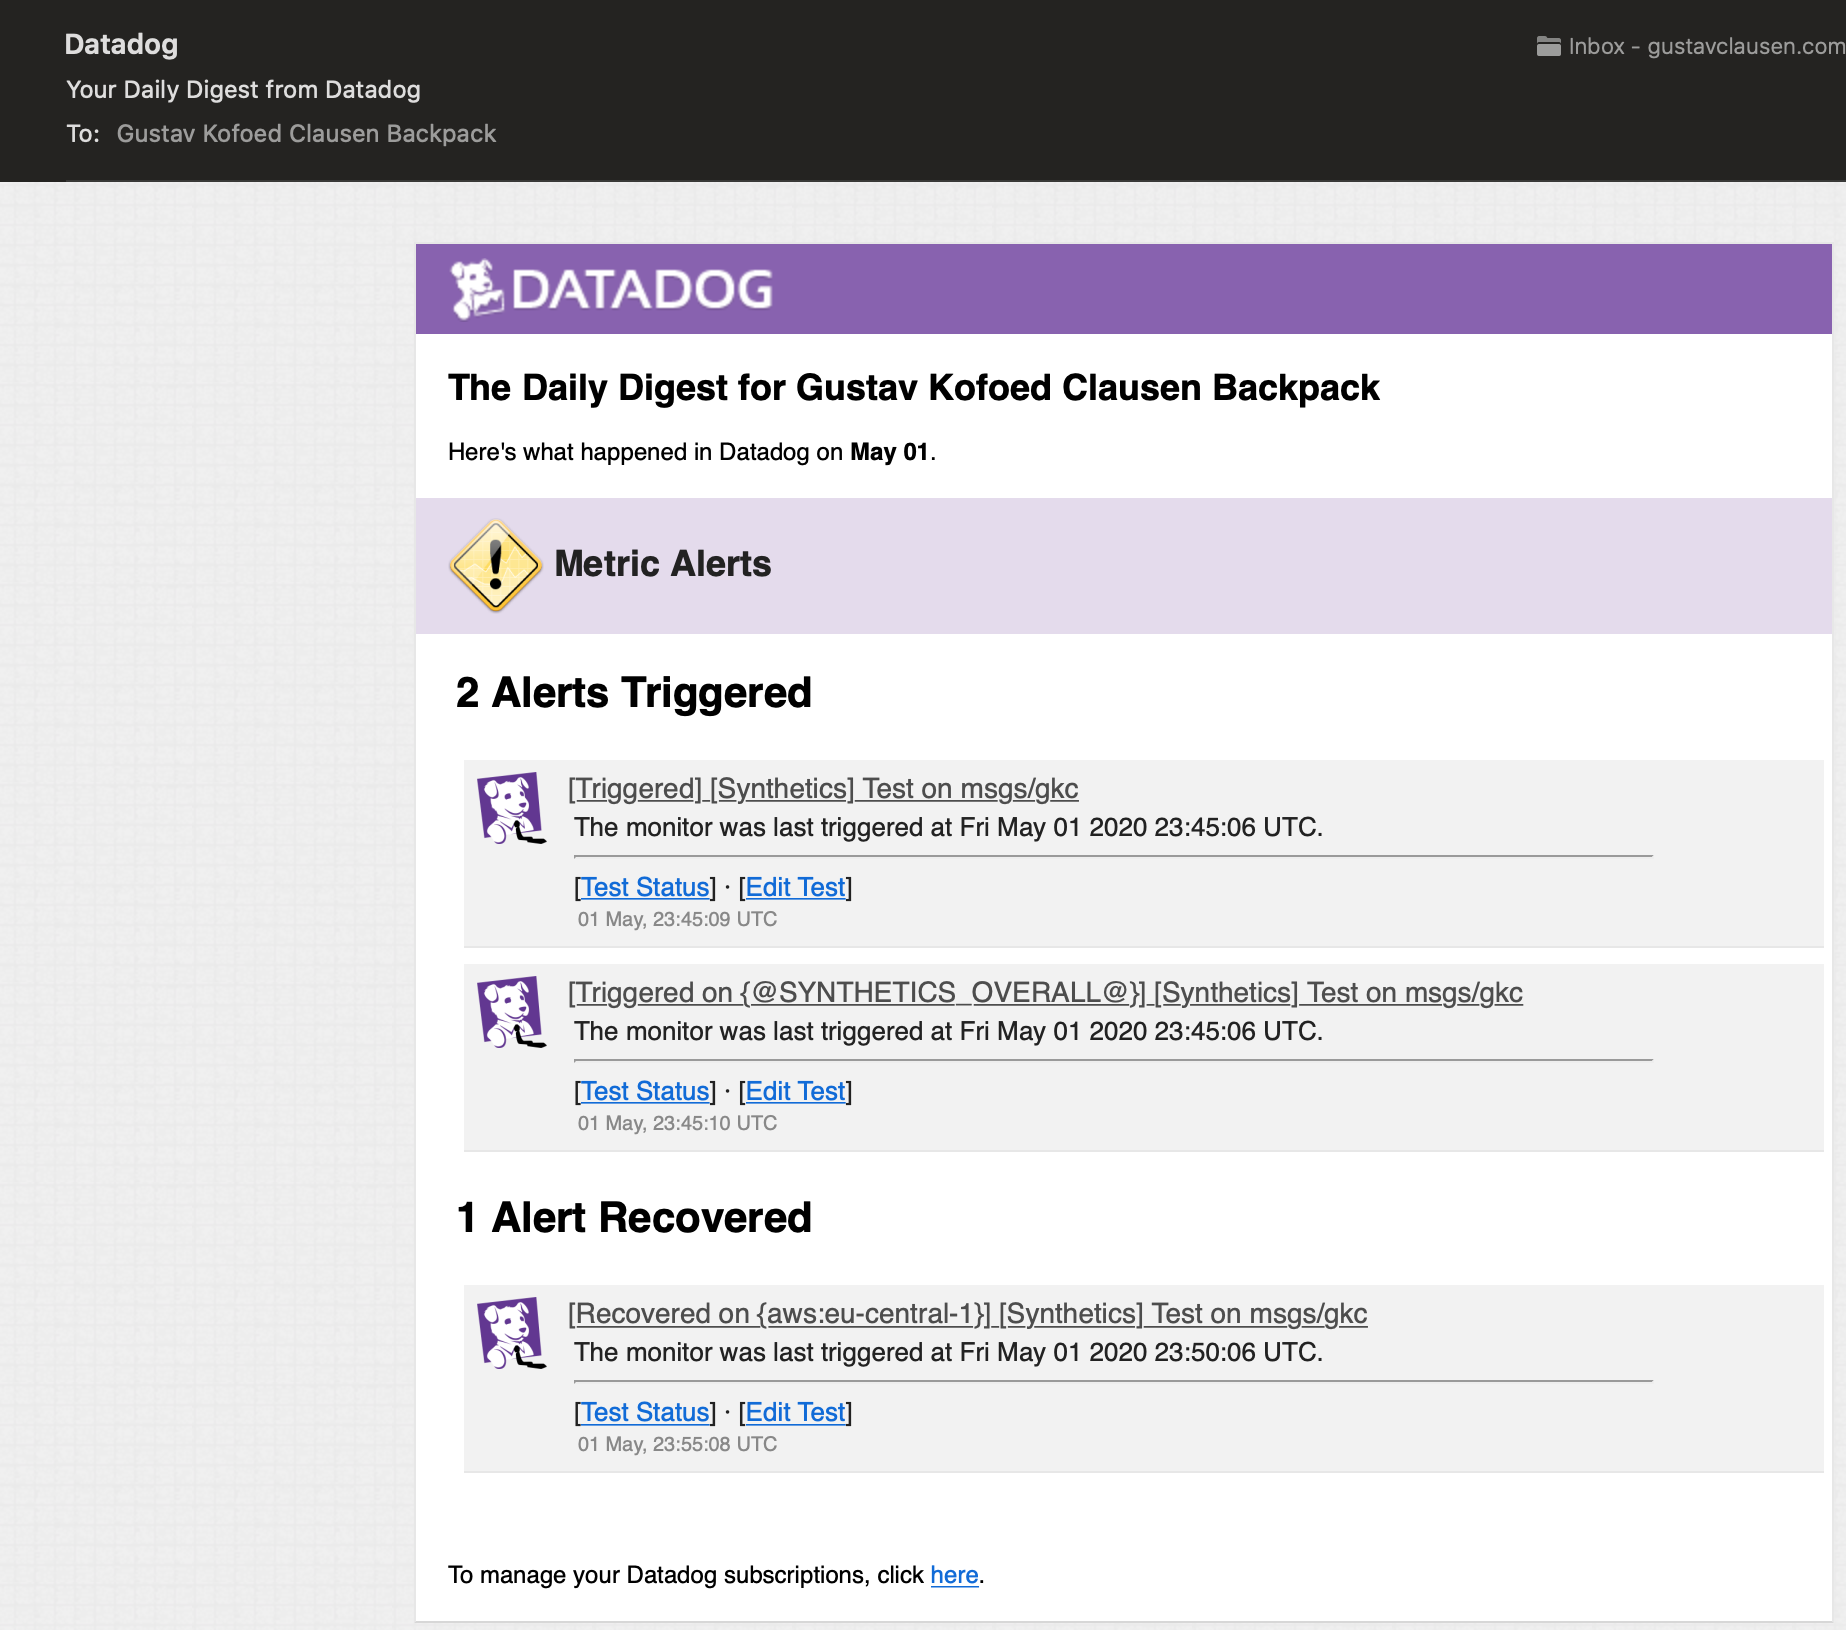 Datadog
Inbox - gustavclausen.com
Your Daily Digest from Datadog
To: Gustav Kofoed Clausen Backpack
DATADOG
The Daily Digest for Gustav Kofoed Clausen Backpack
Here's what happened in Datadog on May 01.
Metric Alerts
2 Alerts Triggered
[Triggered] [Synthetics] Test on msgs/gkc
The monitor was last triggered at Fri May 01 2020 23:45:06 UTC.
[Test Status] · [Edit Test]
01 May, 23:45:09 UTC
[Triggered on {@SYNTHETICS_OVERALL@}] [Synthetics] Test on msgs/gkc
The monitor was last triggered at Fri May 01 2020 23:45:06 UTC.
[Test Status] · [Edit Test]
01 May, 23:45:10 UTC
1 Alert Recovered
[Recovered on {aws:eu-central-1}] [Synthetics] Test on msgs/gkc
The monitor was last triggered at Fri May 01 2020 23:50:06 UTC.
[Test Status] · [Edit Test]
01 May, 23:55:08 UTC
To manage your Datadog subscriptions, click here.